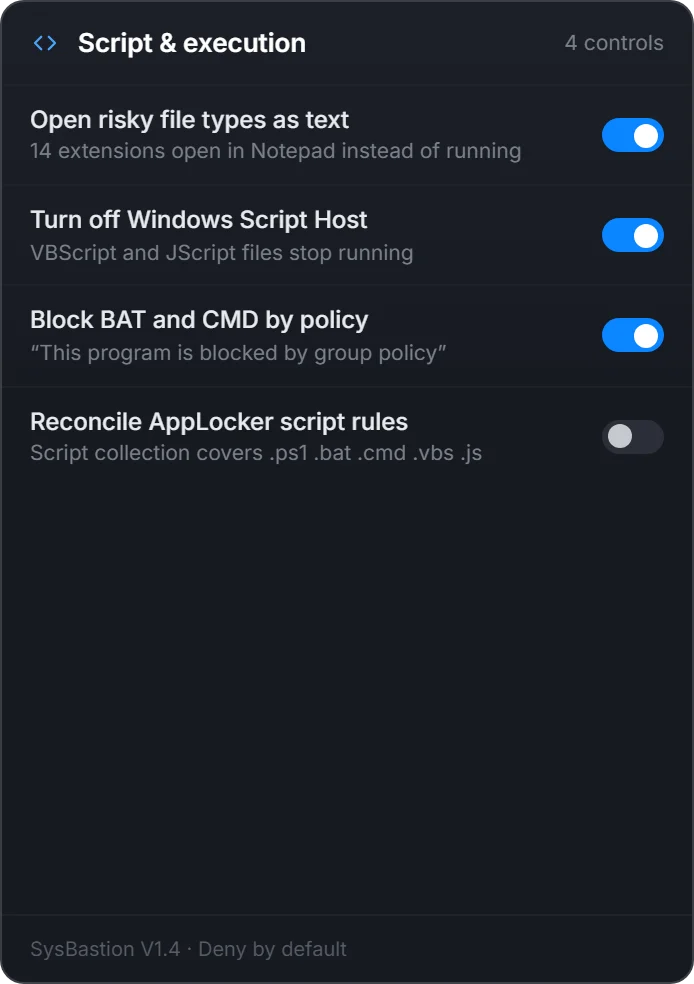 Script & execution
4 controls
Open risky file types as text
14 extensions open in Notepad instead of running
Turn off Windows Script Host
VBScript and JScript files stop running
Block BAT and CMD by policy
“This program is blocked by group policy”
Reconcile AppLocker script rules
Script collection covers .ps1 .bat .cmd .vbs .js
SysBastion V1.4 · Deny by default